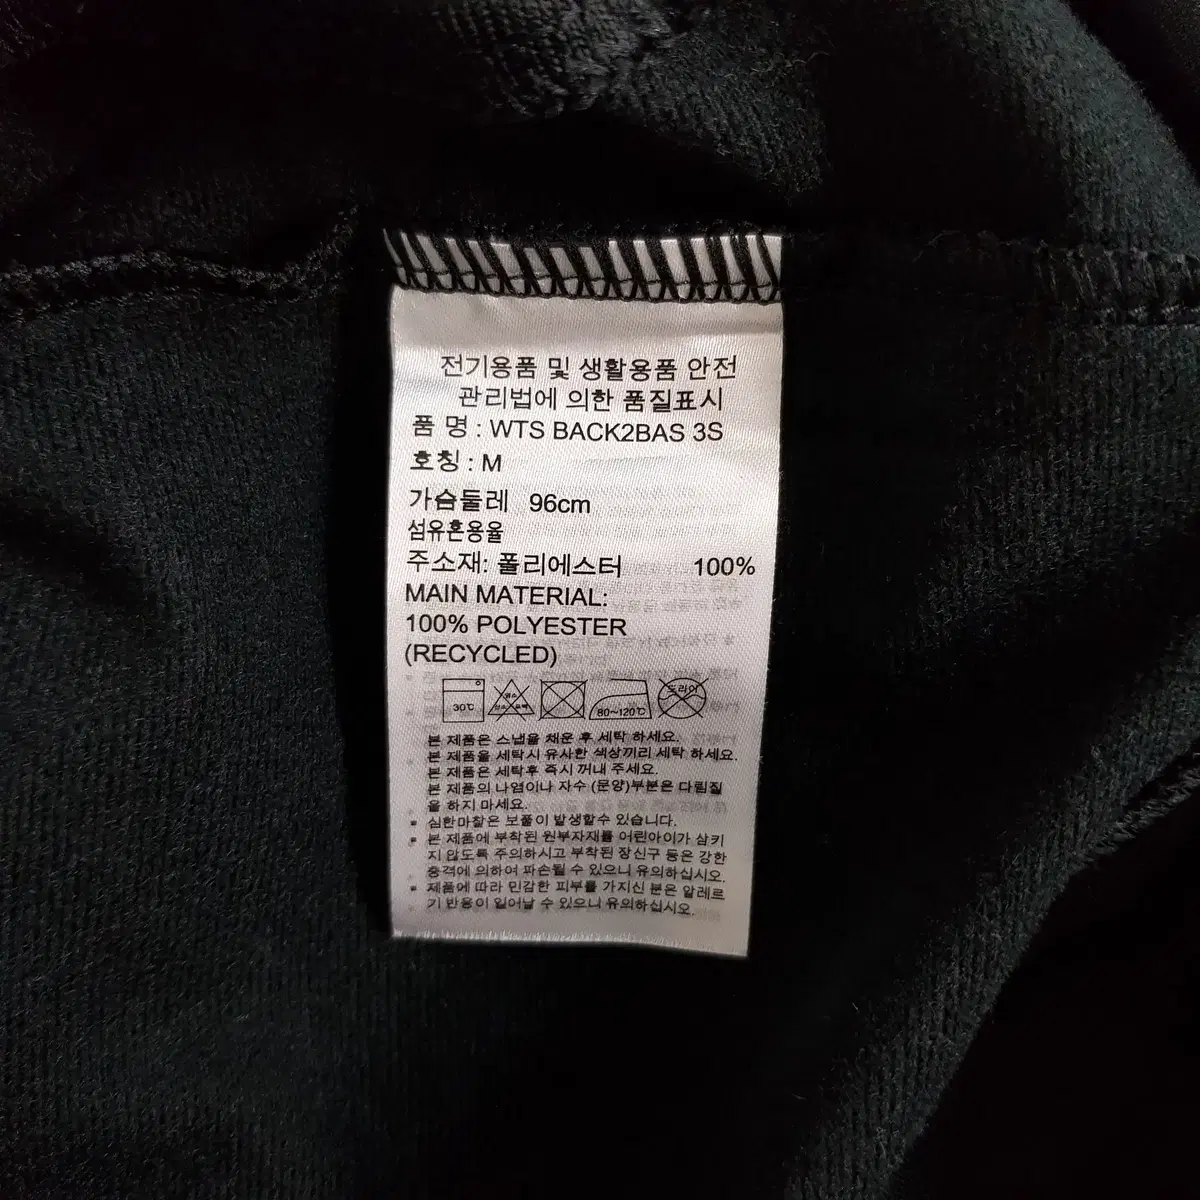 전기용품 및 생활용품 안전
관리법에 의한 품질표시
품 명 : WTS BACK2BAS 3S
호칭 : M
가슴둘레 96cm
섬유혼용율
주소재: 폴리에스터 100%
MAIN MATERIAL:
100% POLYESTER
(RECYCLED)
30℃ 염소 80~120℃ 드라이
본 제품은 스냅을 채운 후 세탁 하세요.
본 제품을 세탁시 유사한 색상끼리 세탁 하세요.
본 제품은 세탁후 즉시 꺼내 주세요.
본 제품의 나염이나 자수 (문양)부분은 다림질
을 하지 마세요.
심한마찰은 보풀이 발생할수 있습니다.
본 제품에 부착된 원부자재를 어린아이가 삼키
지 않도록 주의하시고 부착된 장신구 등은 강한
충격에 의하여 파손될 수 있으니 유의하십시오.
제품에 따라 민감한 피부를 가지신 분은 알레르
기 반응이 일어날 수 있으니 유의하십시오.